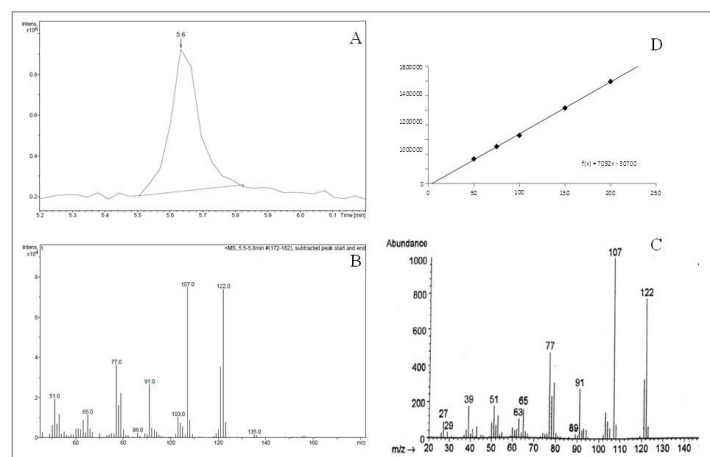 Intens.
x10⁶
A
5.6
0.8
0.6
0.4
0.2
5.2 5.3 5.4 5.5 5.6 5.7 5.8 5.9 6.0 6.1 Time [min]
D
1600000
1400000
1000000
0
0.0 50 100 150 200 250
f(x) = 7092x - 30700
Intens.
x10⁴
+MS, 5.5-5.8min #(172-182), subtracted peak start and end
B
107.0
122.0
77.0
91.0
51.0
65.0
86.0
103.0
135.0
6
4
2
0
60 80 100 120 140 160 m/z
Abundance
C
1000
800
600
400
200
0
107
122
77
91
39
51
65
63
27
29
89
m/z → 20 30 40 50 60 70 80 90 100 110 120 130 140